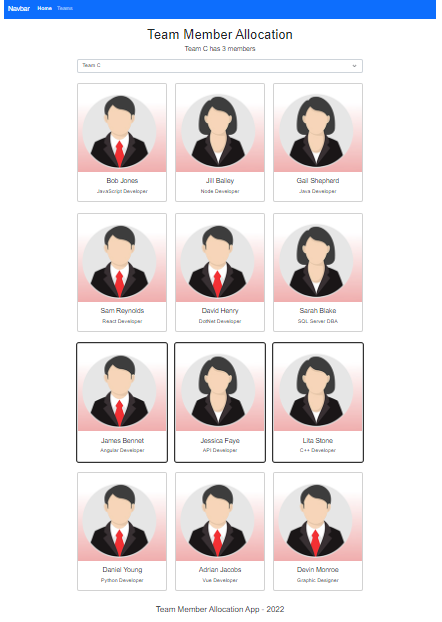 Navbar Home Teams
Team Member Allocation
Team C has 3 members
Team C
Bob Jones Jill Bailey Gail Shepherd
JavaScript Developer Node Developer Java Developer
Sam Reynolds David Henry Sarah Blake
React Developer DotNet Developer SQL Server DBA
James Bennet Jessica Faye Lita Stone
Angular Developer API Developer C++ Developer
Daniel Young Adrian Jacobs Devin Monroe
Python Developer Vue Developer Graphic Designer
Team Member Allocation App - 2022